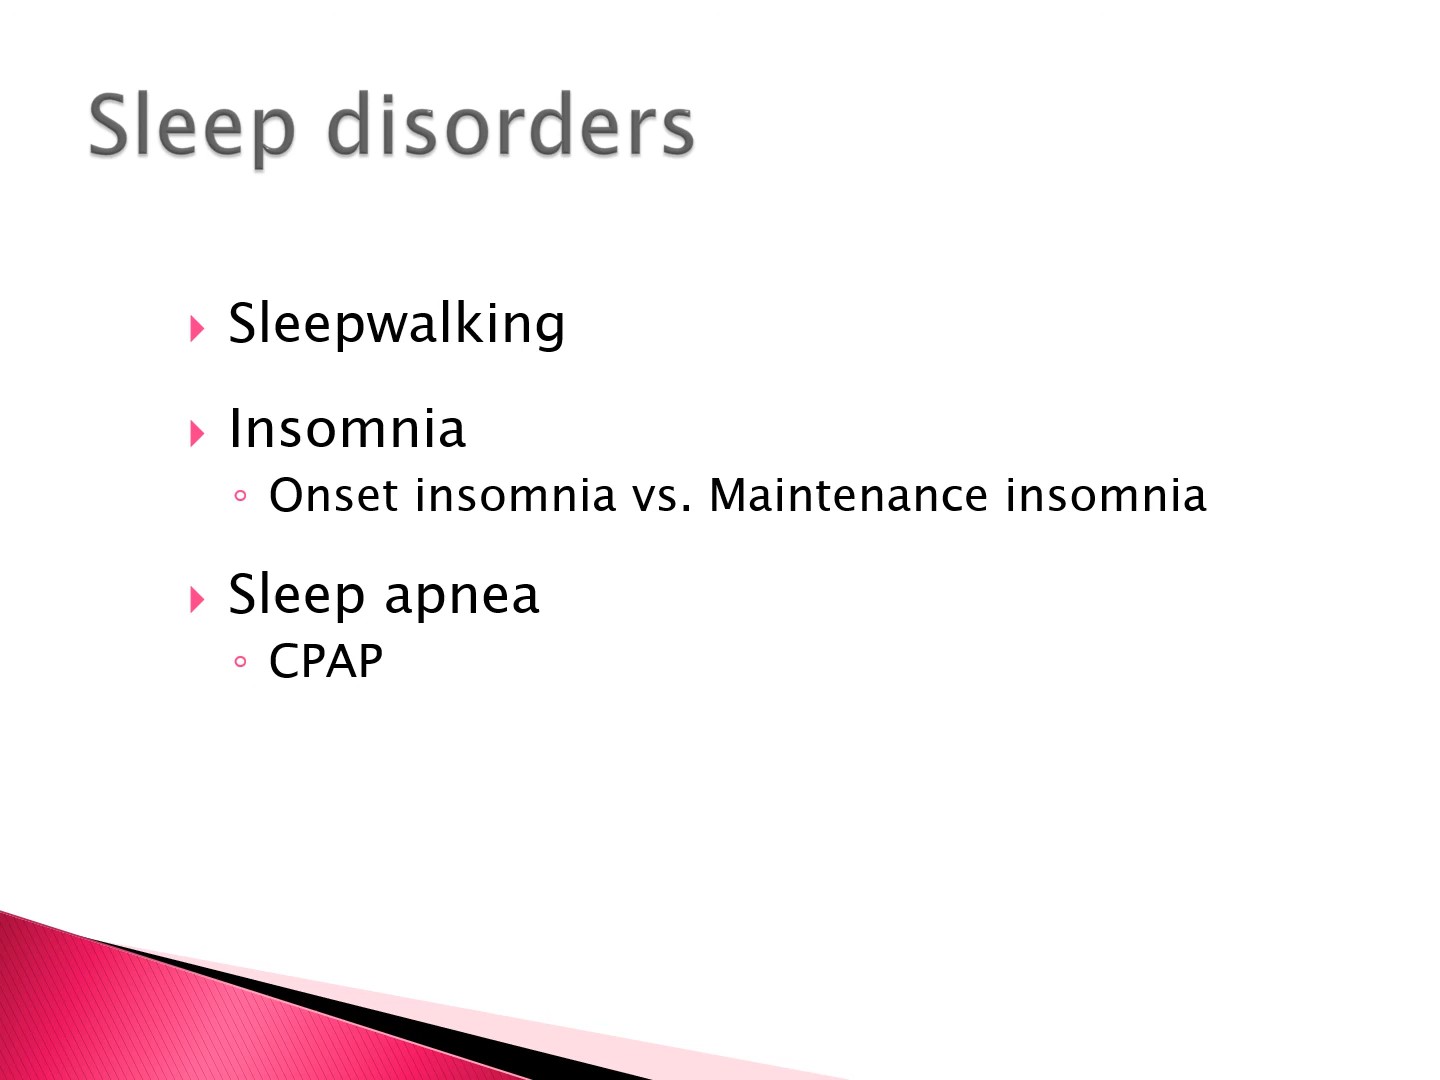 Sleep disorders
Sleepwalking
Insomnia
Onset insomnia vs. Maintenance insomnia
Sleep apnea
CPAP